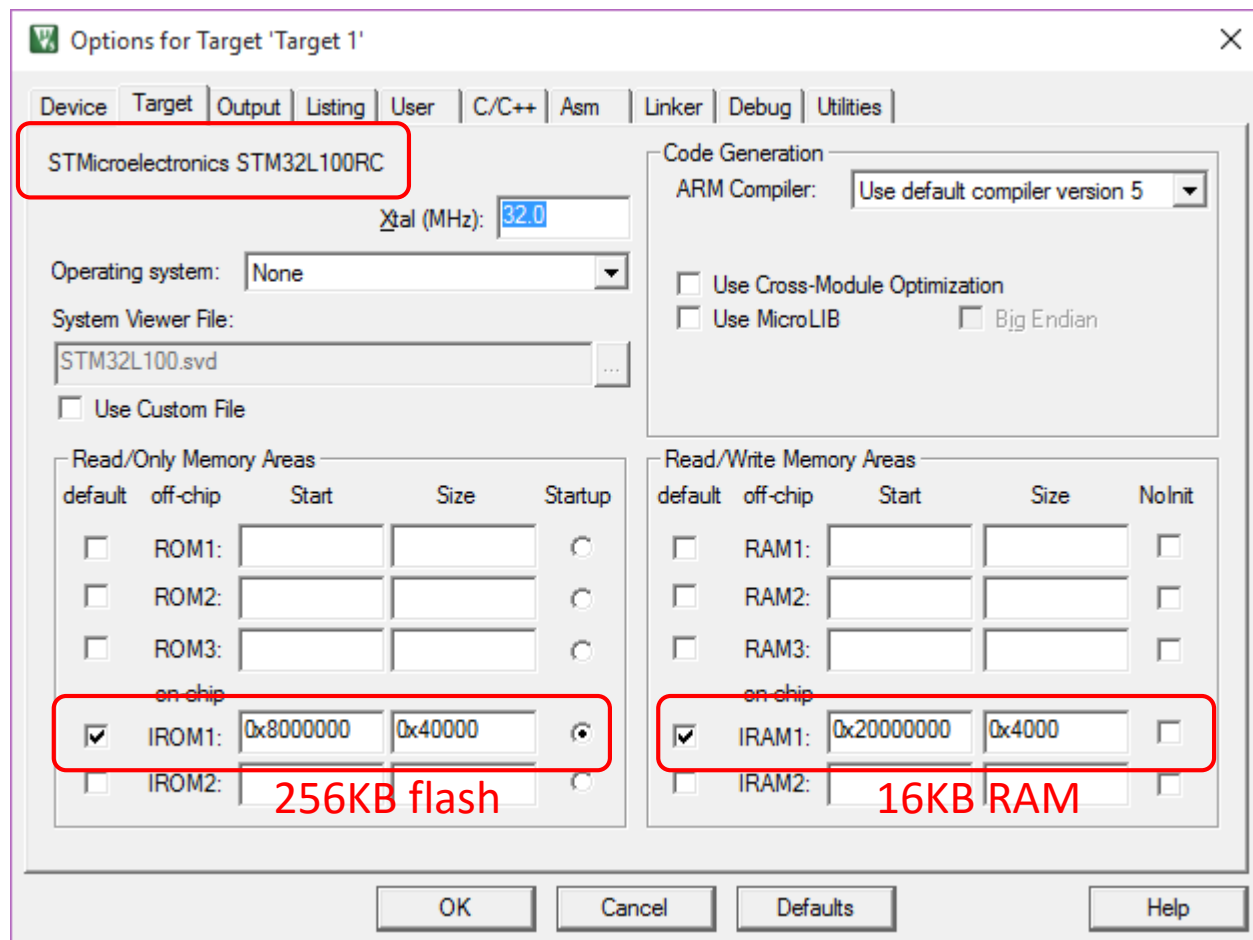 Options for Target 'Target 1'
Device Target Output Listing User C/C++ Asm Linker Debug Utilities
STMicroelectronics STM32L100RC
Xtal (MHz): 32.0
Operating system: None
System Viewer File:
STM32L100.svd ...
Use Custom File
Code Generation
ARM Compiler: Use default compiler version 5
Use Cross-Module Optimization
Use MicroLIB Big Endian
Read/Only Memory Areas
default off-chip Start Size Startup
ROM1:
ROM2:
ROM3:
on-chip
IROM1: 0x8000000 0x40000
IROM2:
256KB flash
Read/Write Memory Areas
default off-chip Start Size NoInit
RAM1:
RAM2:
RAM3:
on-chip
IRAM1: 0x20000000 0x4000
IRAM2:
16KB RAM
OK Cancel Defaults Help